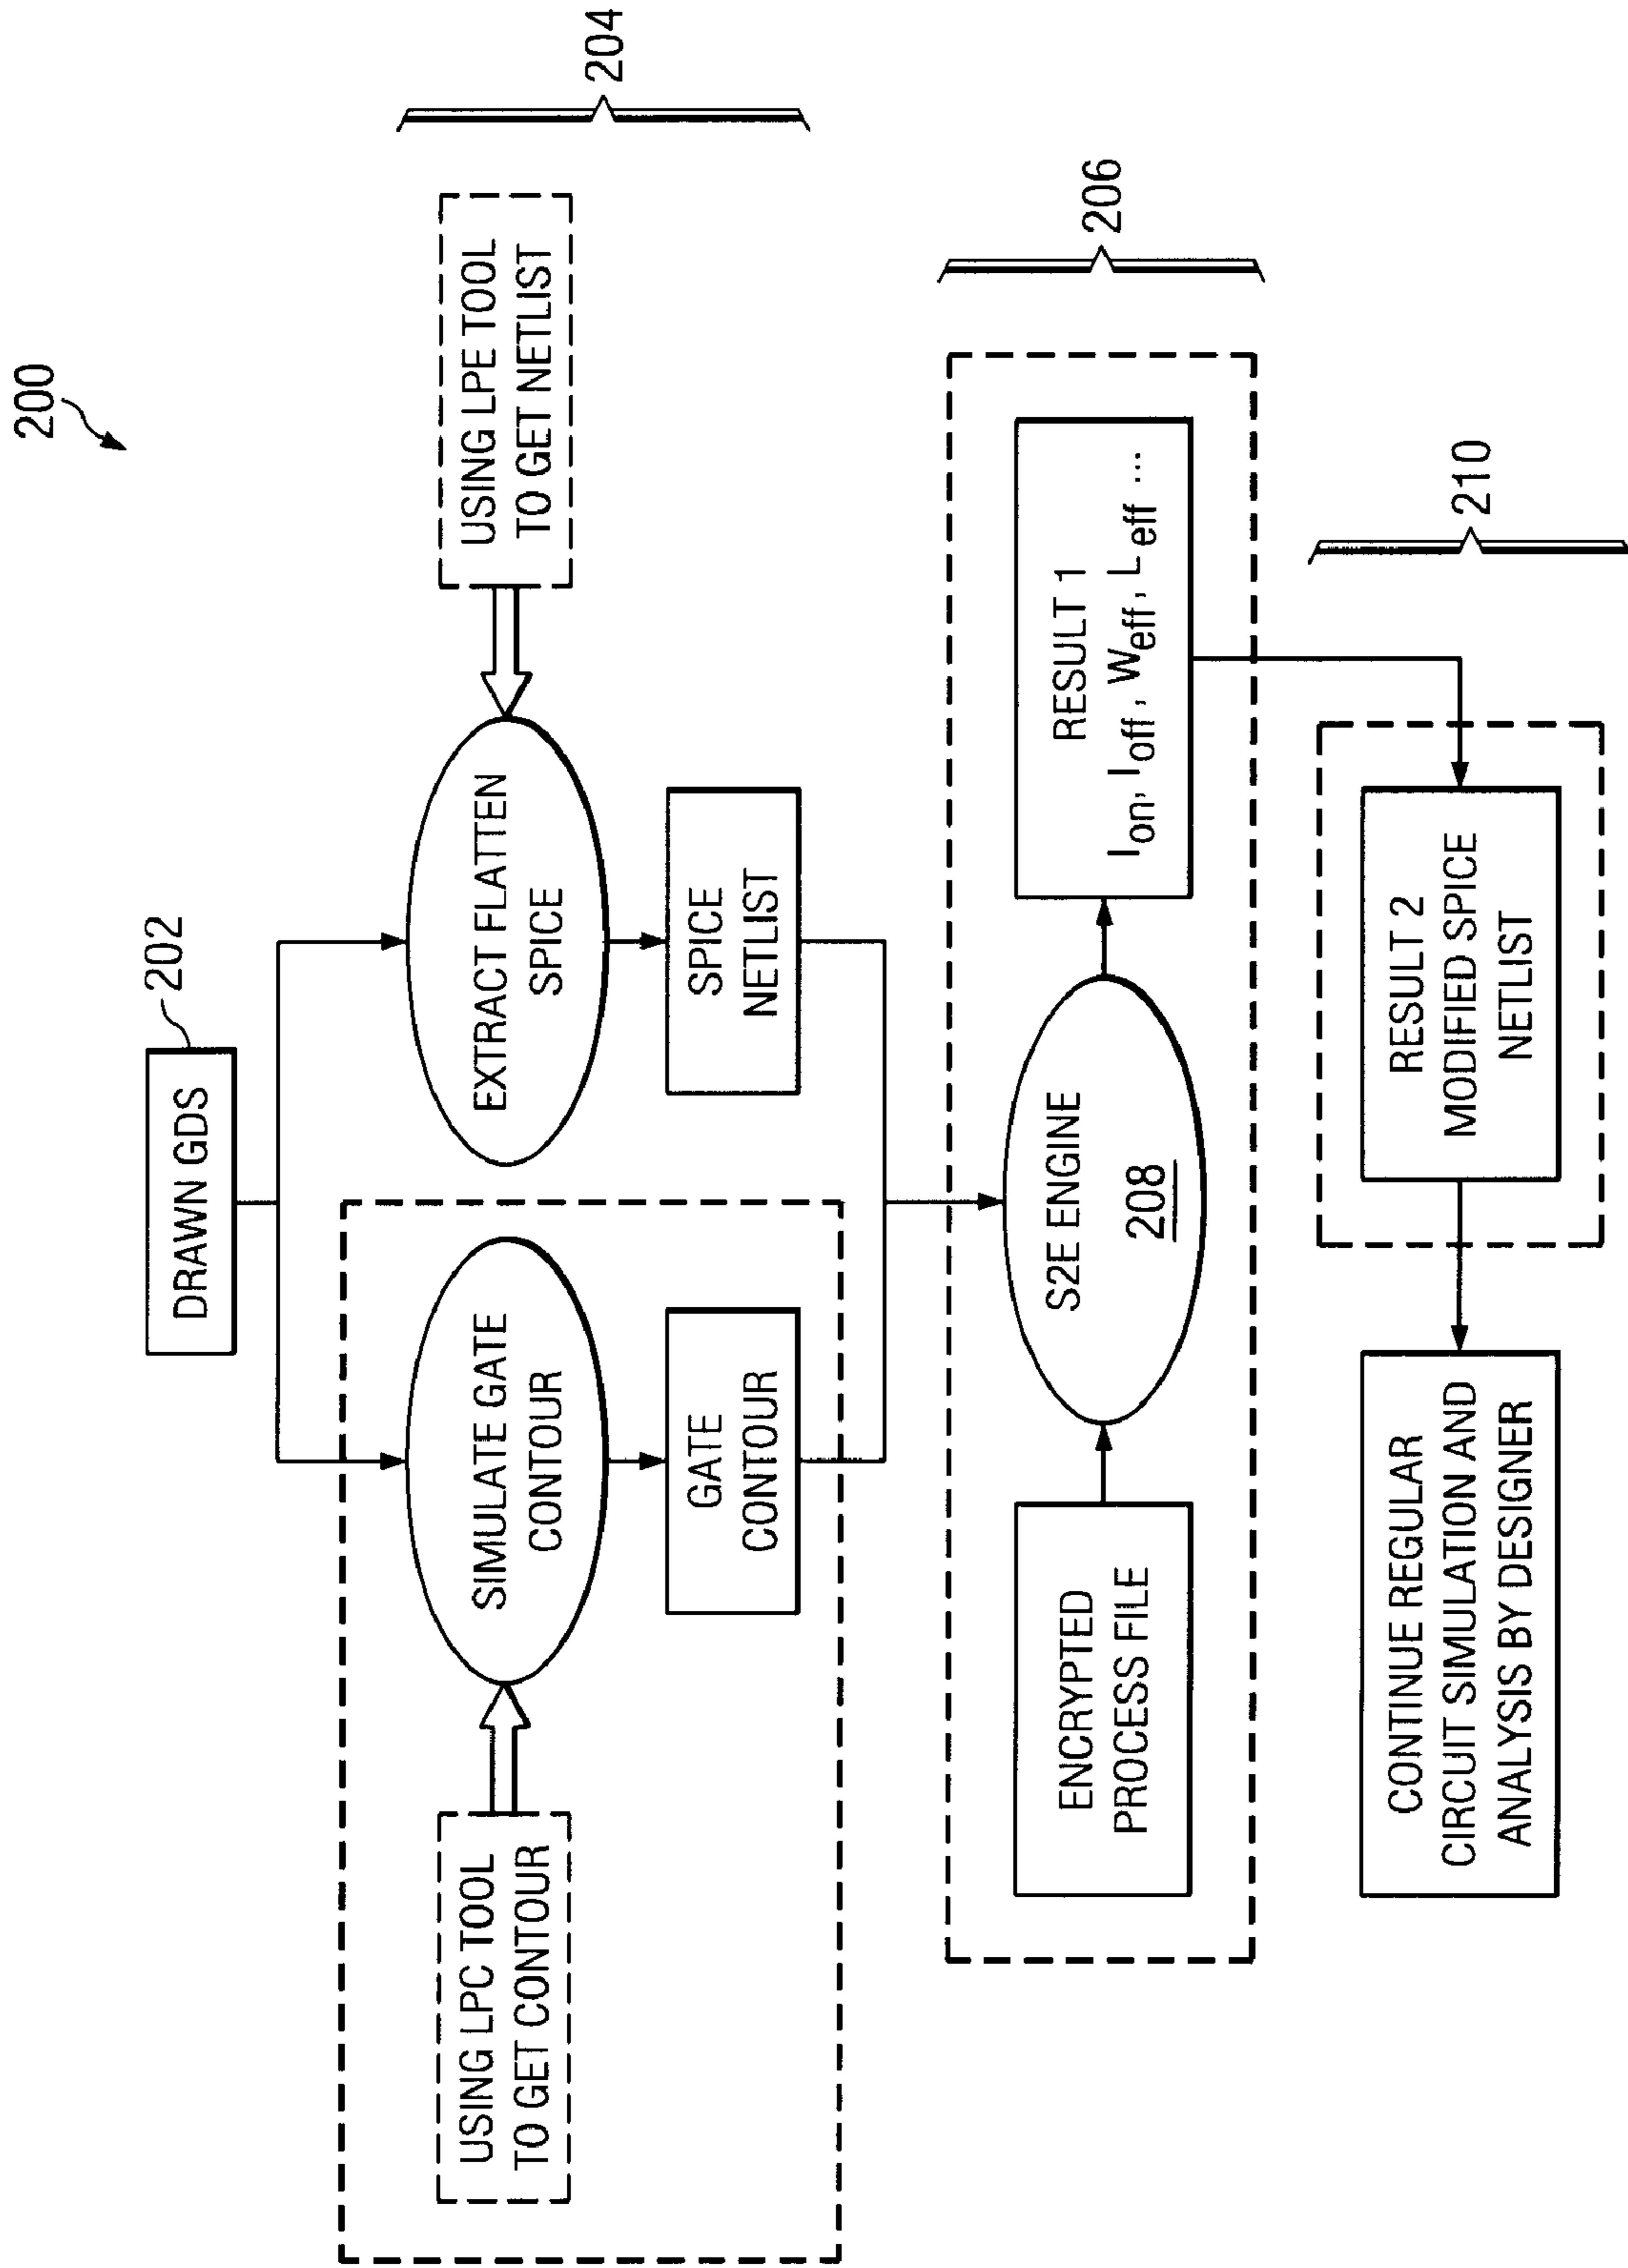 200
DRAWN GDS
202
USING LPC TOOL
TO GET CONTOUR
SIMULATE GATE
CONTOUR
EXTRACT FLATTEN
SPICE
USING LPE TOOL
TO GET NETLIST
204
GATE
CONTOUR
SPICE
NETLIST
ENCRYPTED
PROCESS FILE
S2E ENGINE
208
RESULT 1
Ion, Ioff, Weff, Leff ...
206
CONTINUE REGULAR
CIRCUIT SIMULATION AND
ANALYSIS BY DESIGNER
RESULT 2
MODIFIED SPICE
NETLIST
210